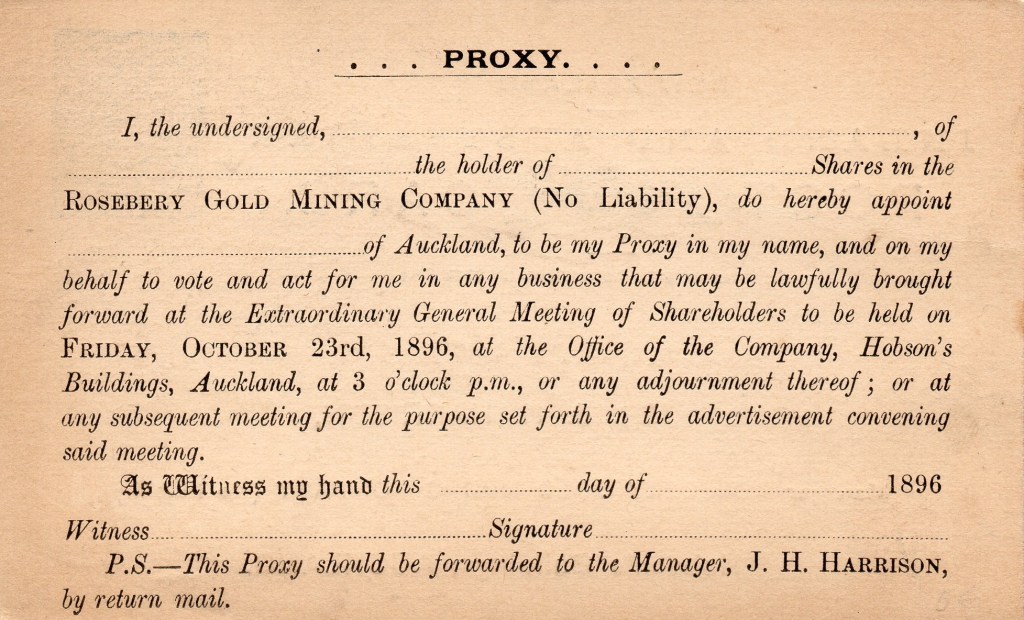 . . . PROXY. . . .
I, the undersigned, ........................................ , of
........................................ the holder of .............................. Shares in the
ROSEBERY GOLD MINING COMPANY (No Liability), do hereby appoint
........................................ of Auckland, to be my Proxy in my name, and on my
behalf to vote and act for me in any business that may be lawfully brought
forward at the Extraordinary General Meeting of Shareholders to be held on
FRIDAY, OCTOBER 23rd, 1896, at the Office of the Company, Hobson's
Buildings, Auckland, at 3 o'clock p.m., or any adjournment thereof ; or at
any subsequent meeting for the purpose set forth in the advertisement convening
said meeting.
As Witness my hand this .................... day of .............................. 1896
Witness ........................................ Signature ........................................
P.S.—This Proxy should be forwarded to the Manager, J. H. HARRISON,
by return mail.